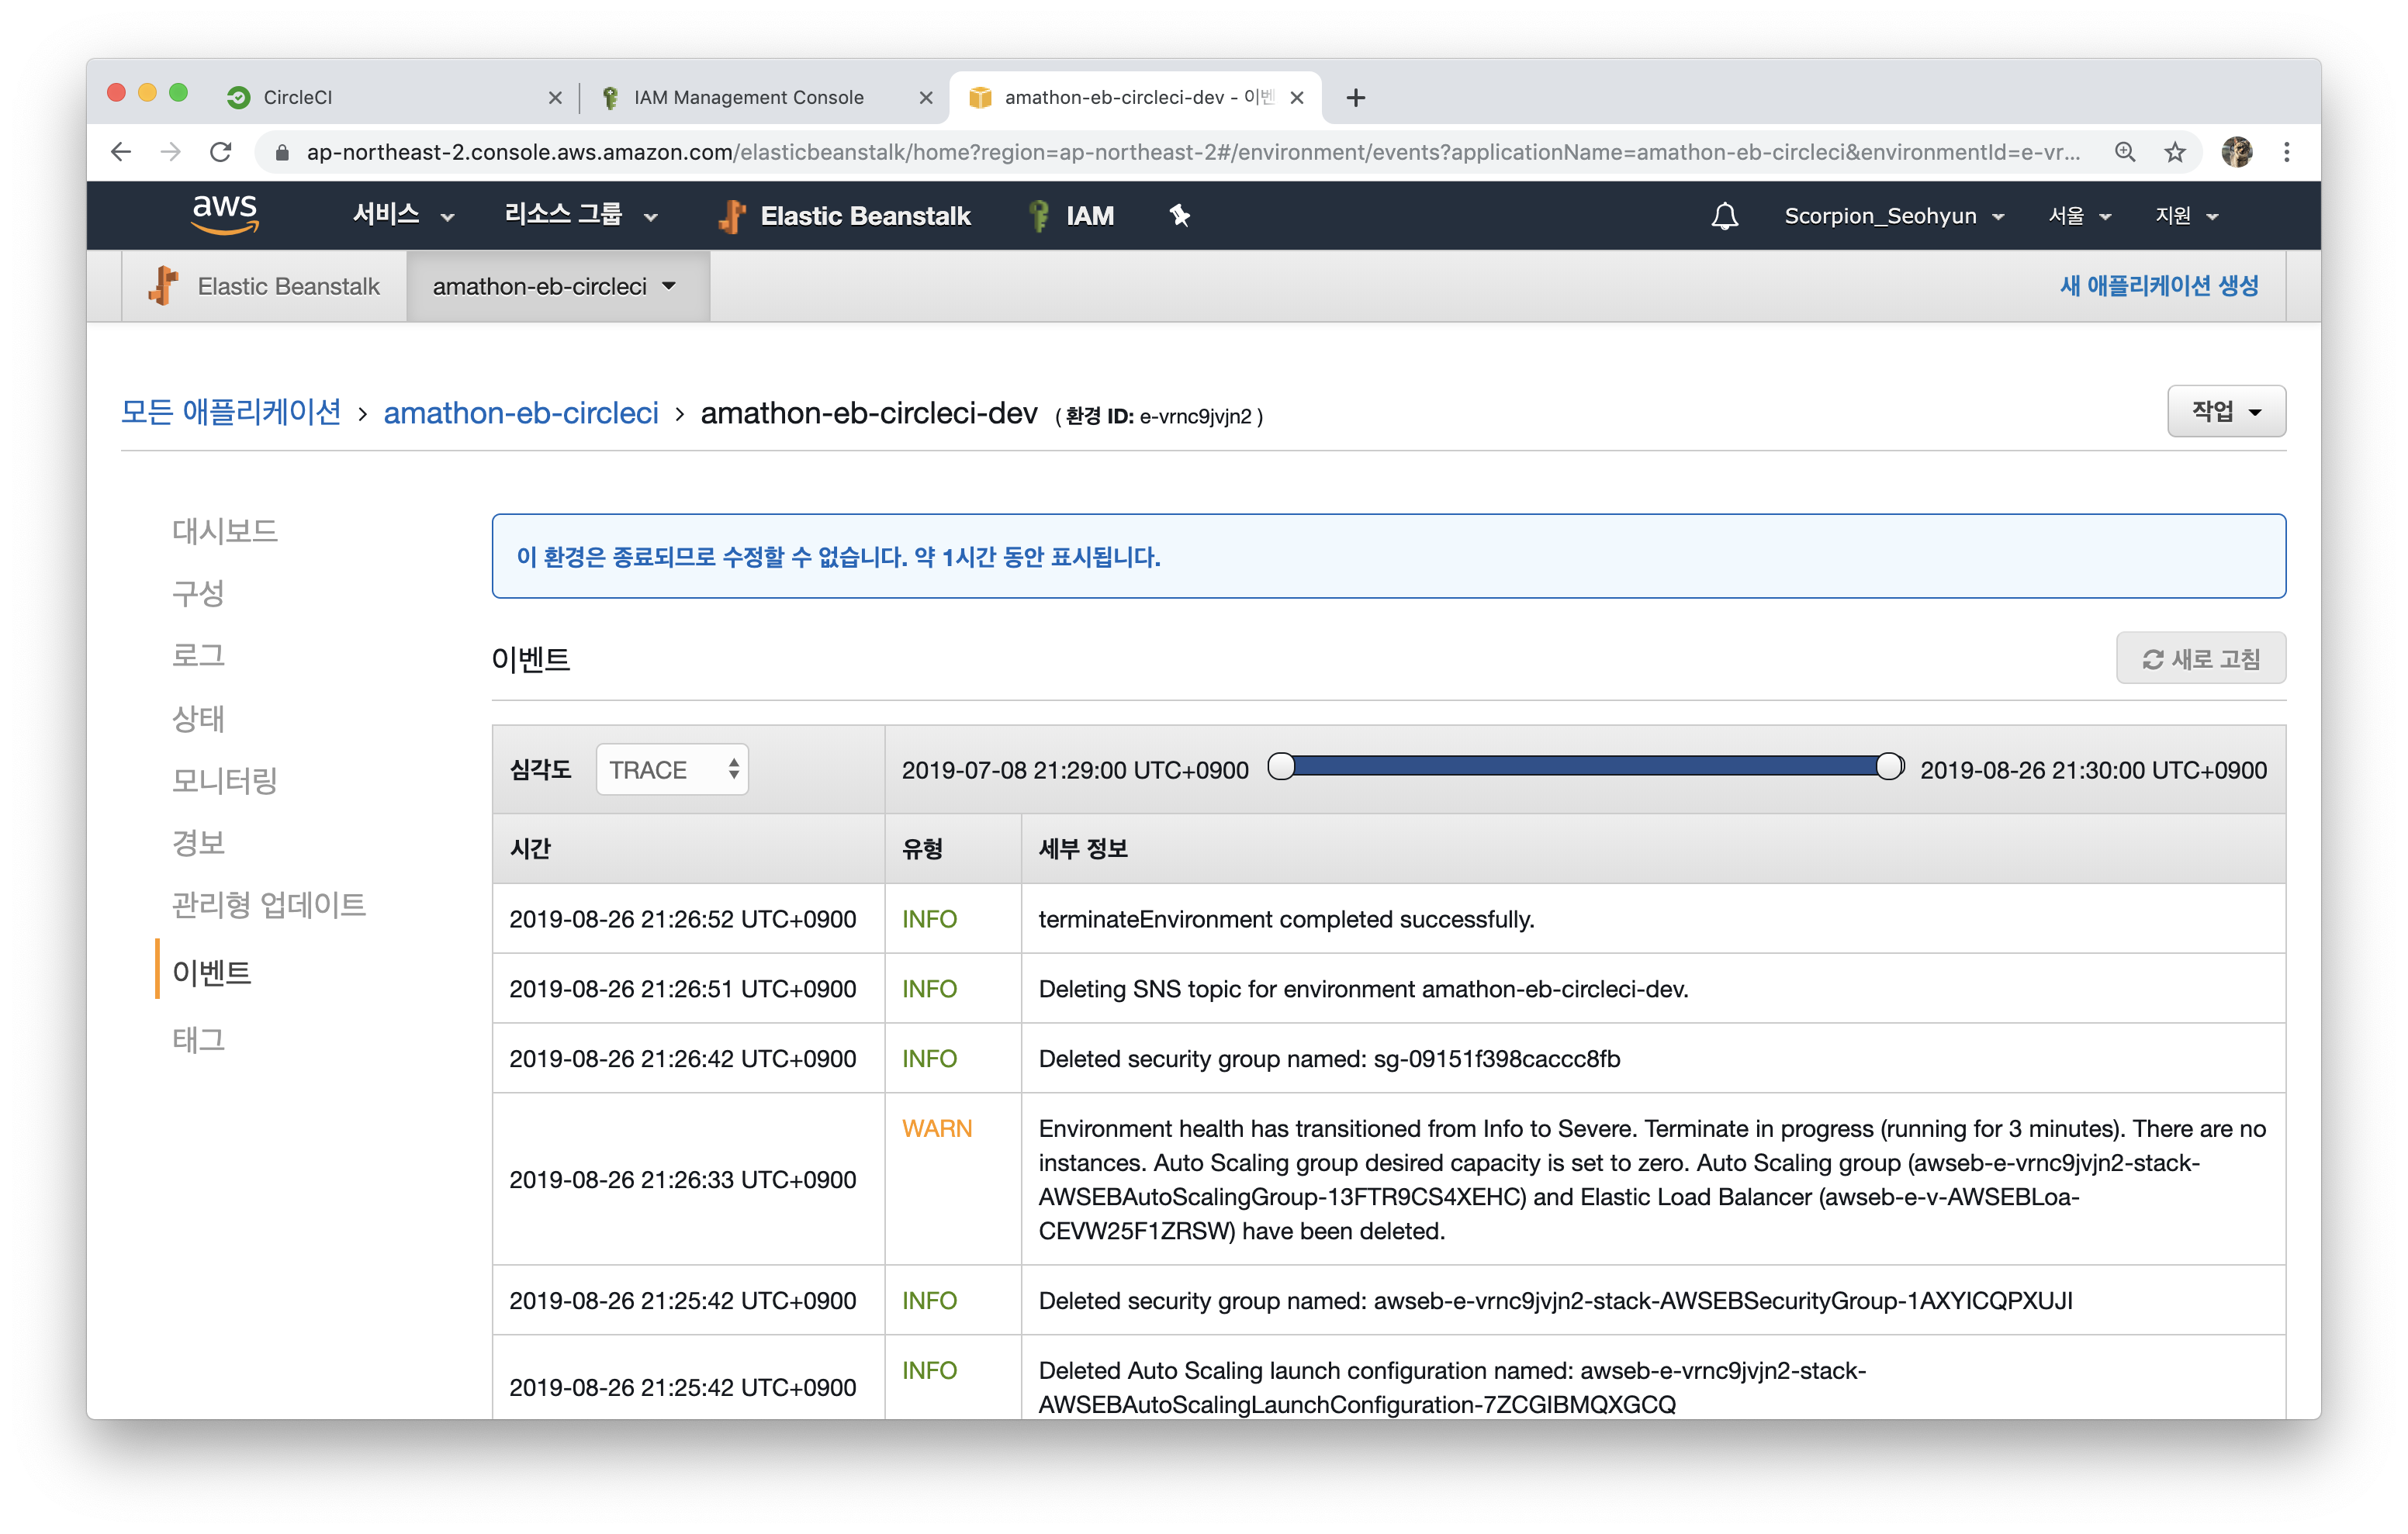 CircleCI
IAM Management Console
amathon-eb-circleci-dev - 이벤
ap-northeast-2.console.aws.amazon.com/elasticbeanstalk/home?region=ap-northeast-2#/environment/events?applicationName=amathon-eb-circleci&environmentId=e-vr...
aws
서비스
리소스 그룹
Elastic Beanstalk
IAM
Scorpion_Seohyun
서울
지원
Elastic Beanstalk
amathon-eb-circleci
새 애플리케이션 생성
모든 애플리케이션 › amathon-eb-circleci › amathon-eb-circleci-dev ( 환경 ID: e-vrnc9jvjn2 )
작업
대시보드
구성
로그
상태
모니터링
경보
관리형 업데이트
이벤트
태그
이 환경은 종료되므로 수정할 수 없습니다. 약 1시간 동안 표시됩니다.
이벤트
새로 고침
심각도 TRACE
2019-07-08 21:29:00 UTC+0900
2019-08-26 21:30:00 UTC+0900
시간 유형 세부 정보
2019-08-26 21:26:52 UTC+0900 INFO terminateEnvironment completed successfully.
2019-08-26 21:26:51 UTC+0900 INFO Deleting SNS topic for environment amathon-eb-circleci-dev.
2019-08-26 21:26:42 UTC+0900 INFO Deleted security group named: sg-09151f398caccc8fb
2019-08-26 21:26:33 UTC+0900 WARN Environment health has transitioned from Info to Severe. Terminate in progress (running for 3 minutes). There are no
instances. Auto Scaling group desired capacity is set to zero. Auto Scaling group (awseb-e-vrnc9jvjn2-stack-
AWSEBAutoScalingGroup-13FTR9CS4XEHC) and Elastic Load Balancer (awseb-e-v-AWSEBLoa-
CEVW25F1ZRSW) have been deleted.
2019-08-26 21:25:42 UTC+0900 INFO Deleted security group named: awseb-e-vrnc9jvjn2-stack-AWSEBSecurityGroup-1AXYICQPXUJI
2019-08-26 21:25:42 UTC+0900 INFO Deleted Auto Scaling launch configuration named: awseb-e-vrnc9jvjn2-stack-
AWSEBAutoScalingLaunchConfiguration-7ZCGIBMQXGCQ